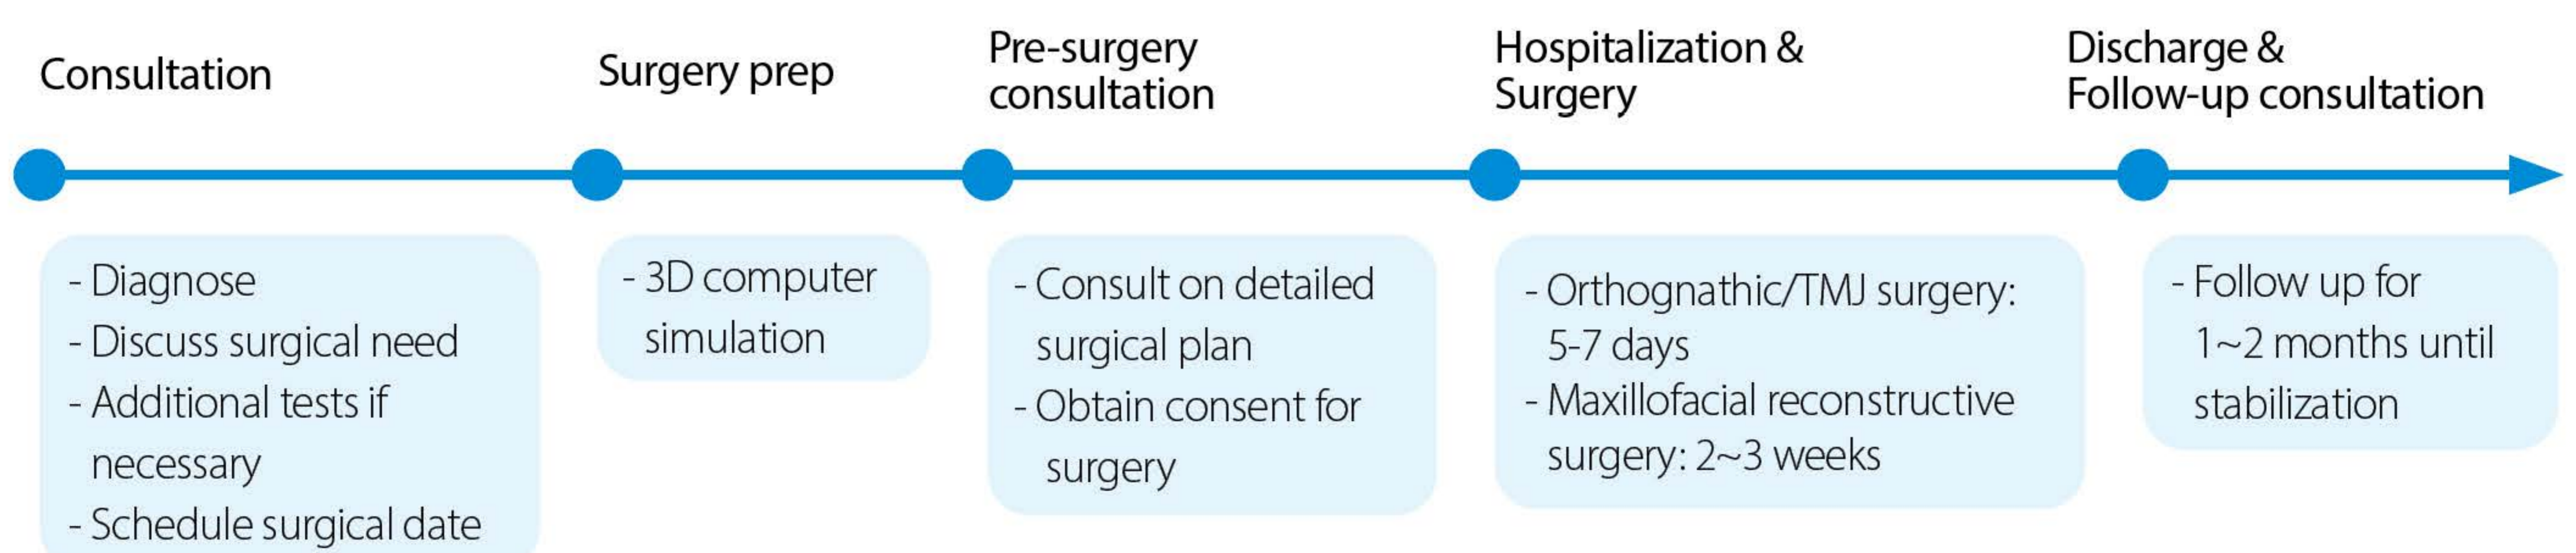 Consultation
Surgery prep
Pre-surgery
consultation
Hospitalization &
Surgery
Discharge &
Follow-up consultation
- Diagnose
- Discuss surgical need
- Additional tests if
necessary
- Schedule surgical date
- 3D computer
simulation
- Consult on detailed
surgical plan
- Obtain consent for
surgery
- Orthognathic/TMJ surgery:
5-7 days
- Maxillofacial reconstructive
surgery: 2~3 weeks
- Follow up for
1~2 months until
stabilization